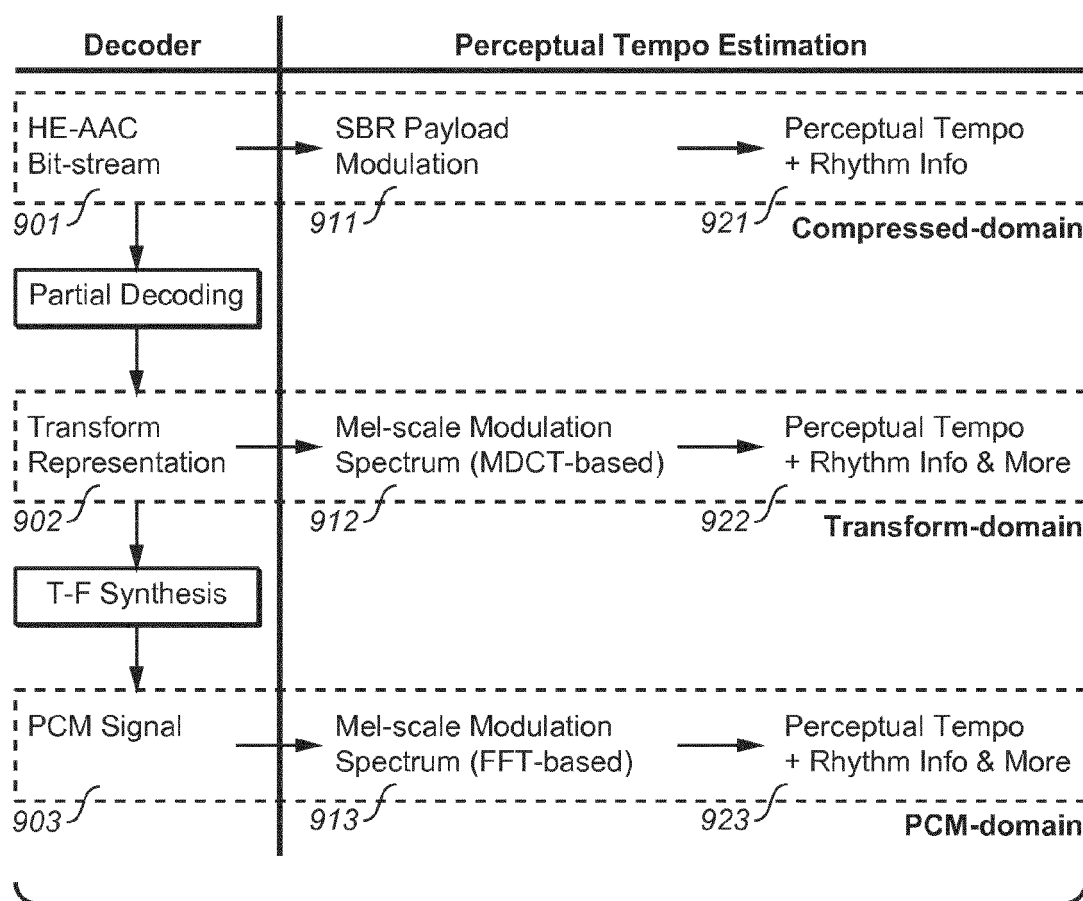 Decoder
Perceptual Tempo Estimation
HE-AAC
Bit-stream
SBR Payload
Modulation
Perceptual Tempo
+ Rhythm Info
901
911
921
Compressed-domain
Partial Decoding
Transform
Representation
Mel-scale Modulation
Spectrum (MDCT-based)
Perceptual Tempo
+ Rhythm Info & More
902
912
922
Transform-domain
T-F Synthesis
PCM Signal
Mel-scale Modulation
Spectrum (FFT-based)
Perceptual Tempo
+ Rhythm Info & More
903
913
923
PCM-domain